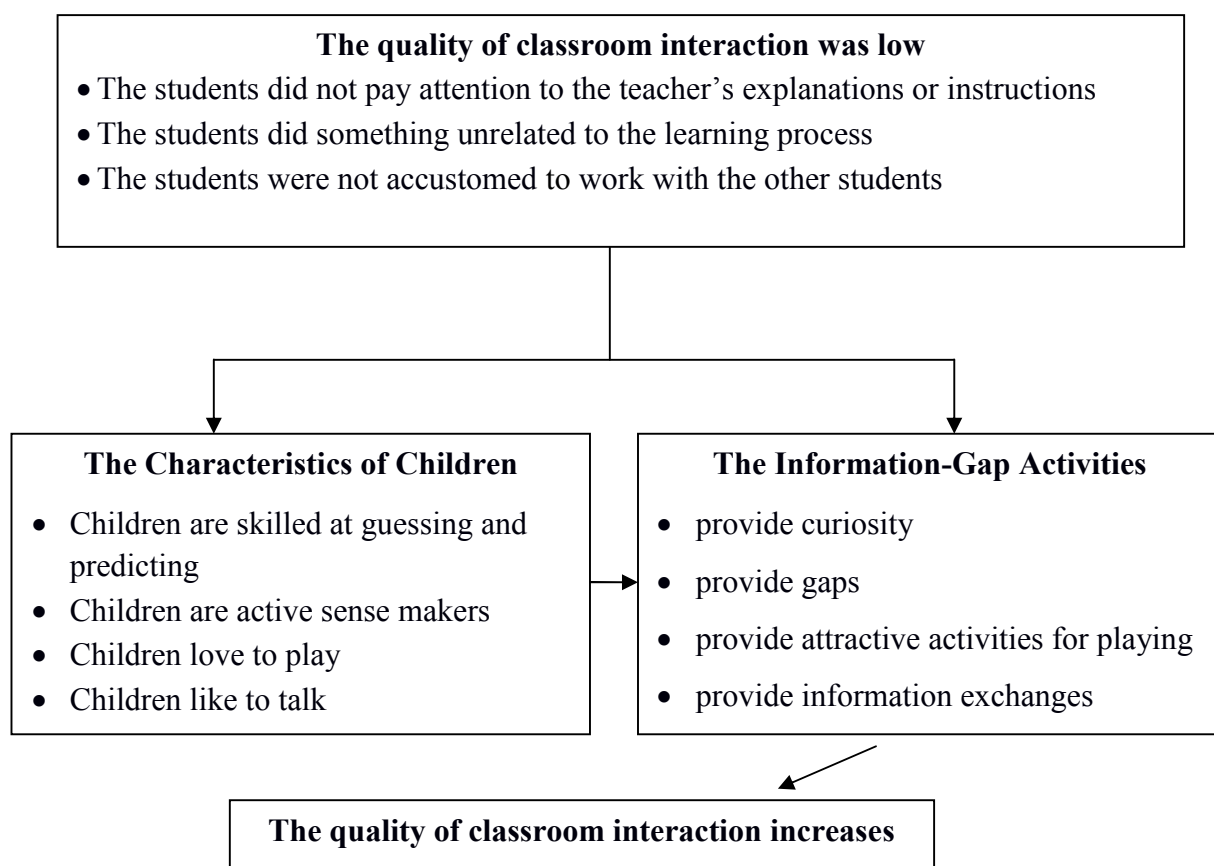 The quality of classroom interaction was low
• The students did not pay attention to the teacher’s explanations or instructions
• The students did something unrelated to the learning process
• The students were not accustomed to work with the other students
The Characteristics of Children
• Children are skilled at guessing and
predicting
• Children are active sense makers
• Children love to play
• Children like to talk
The Information-Gap Activities
• provide curiosity
• provide gaps
• provide attractive activities for playing
• provide information exchanges
The quality of classroom interaction increases